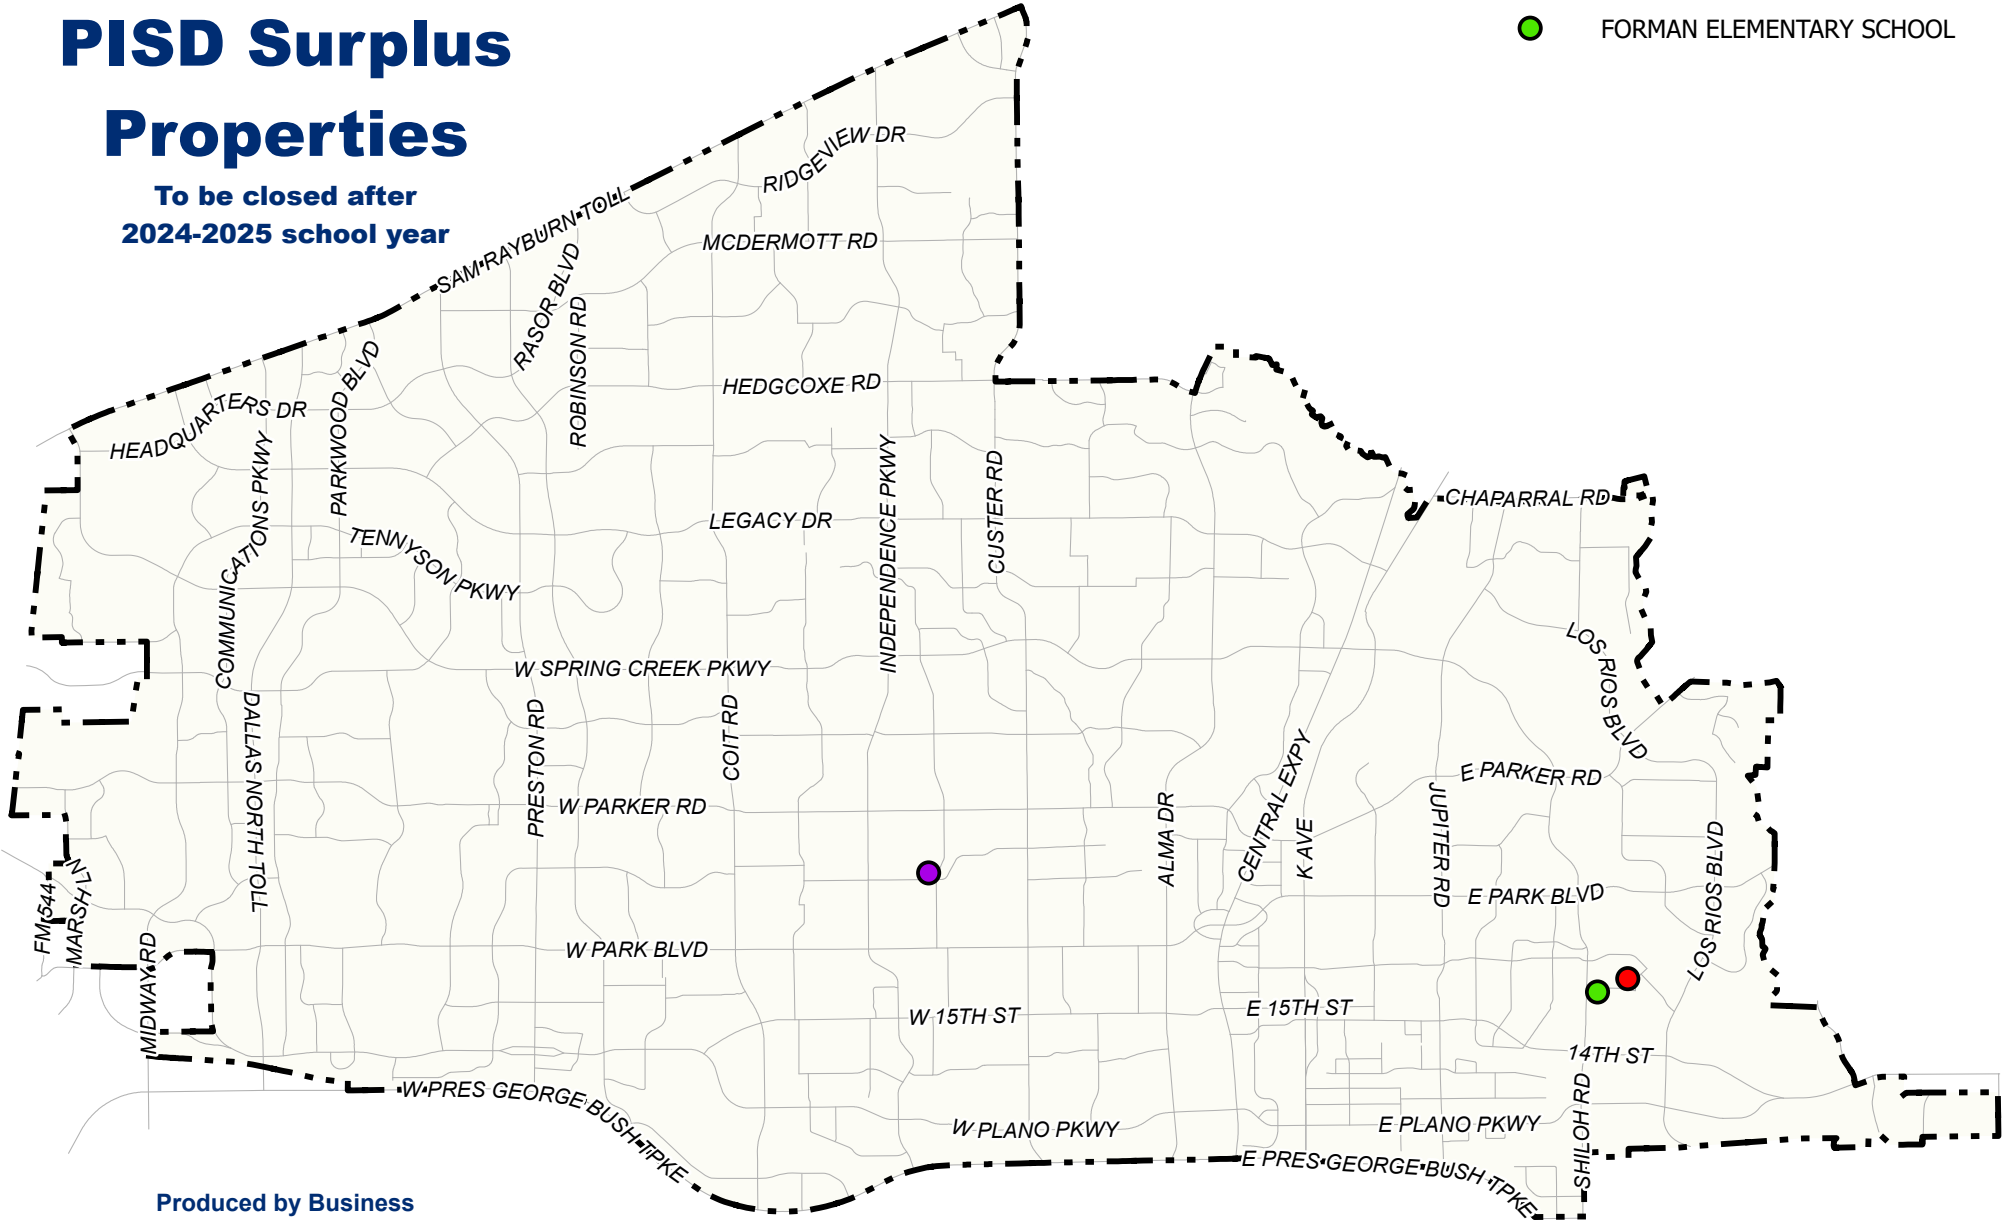 PISD Surplus
Properties
To be closed after
2024-2025 school year
FORMAN ELEMENTARY SCHOOL
RIDGEVIEW DR
SAM RAYBURN TOLL
MCDERMOTT RD
RASOR BLVD
ROBINSON RD
PARKWOOD BLVD
HEDGCOXE RD
HEADQUARTERS DR
COMMUNICATIONS PKWY
INDEPENDENCE PKWY
CUSTER RD
CHAPARRAL RD
LEGACY DR
TENNYSON PKWY
LOS RIOS BLVD
W SPRING CREEK PKWY
DALLAS NORTH TOLL
PRESTON RD
COIT RD
CENTRAL EXPY
E PARKER RD
W PARKER RD
ALMA DR
K AVE
JUPITER RD
LOS RIOS BLVD
FM 544
MARSH LN
E PARK BLVD
MIDWAY RD
W PARK BLVD
W 15TH ST
E 15TH ST
14TH ST
SHILOH RD
W PRES GEORGE BUSH TPKE
W PLANO PKWY
E PLANO PKWY
E PRES GEORGE BUSH TPKE
Produced by Business